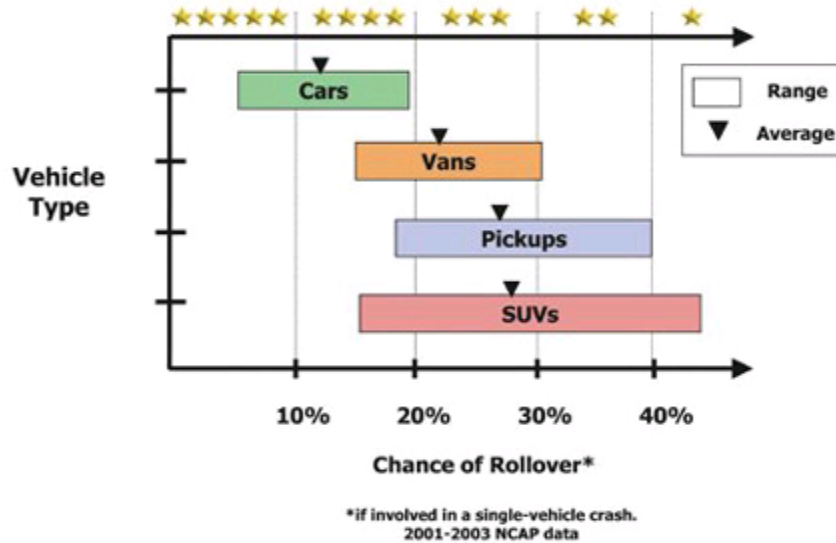 Cars
Range
Average
Vans
Vehicle
Type
Pickups
SUVs
10% 20% 30% 40%
Chance of Rollover*
*if involved in a single-vehicle crash.
2001-2003 NCAP data